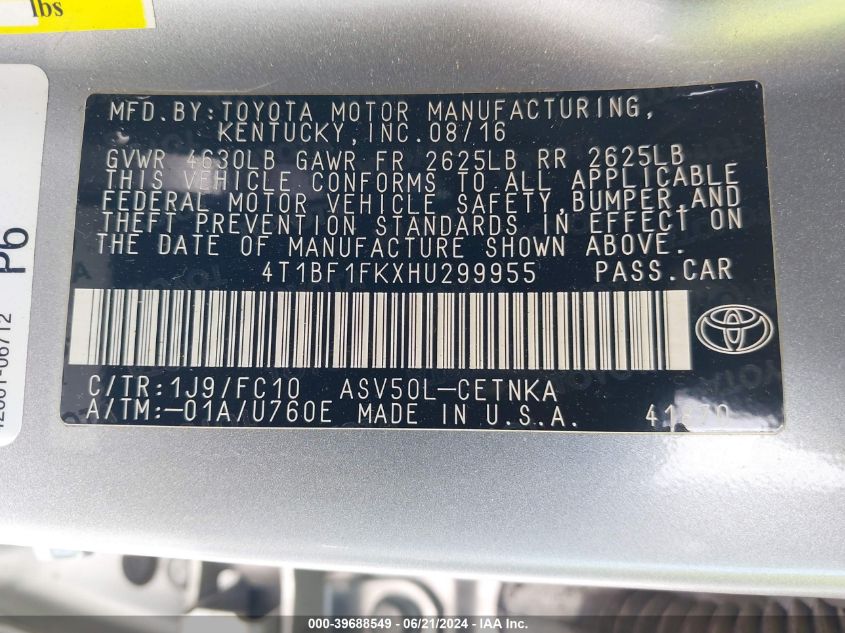 lbs
MFD.BY:TOYOTA MOTOR MANUFACTURING,
KENTUCKY,INC.08/16
GVWR 4630LB GAWR FR 2625LB RR 2625LB
THIS VEHICLE CONFORMS TO ALL APPLICABLE
FEDERAL MOTOR VEHICLE SAFETY,BUMPER,AND
THEFT PREVENTION STANDARDS IN EFFECT ON
THE DATE OF MANUFACTURE SHOWN ABOVE.
4T1BF1FKXHU299955 PASS.CAR
C/TR:1J9/FC10 ASV50L-CETNKA
A/TM:-01A/U760E MADE IN U.S.A.
P6
000-39688549 / 06/21/2024 / IAA Inc.